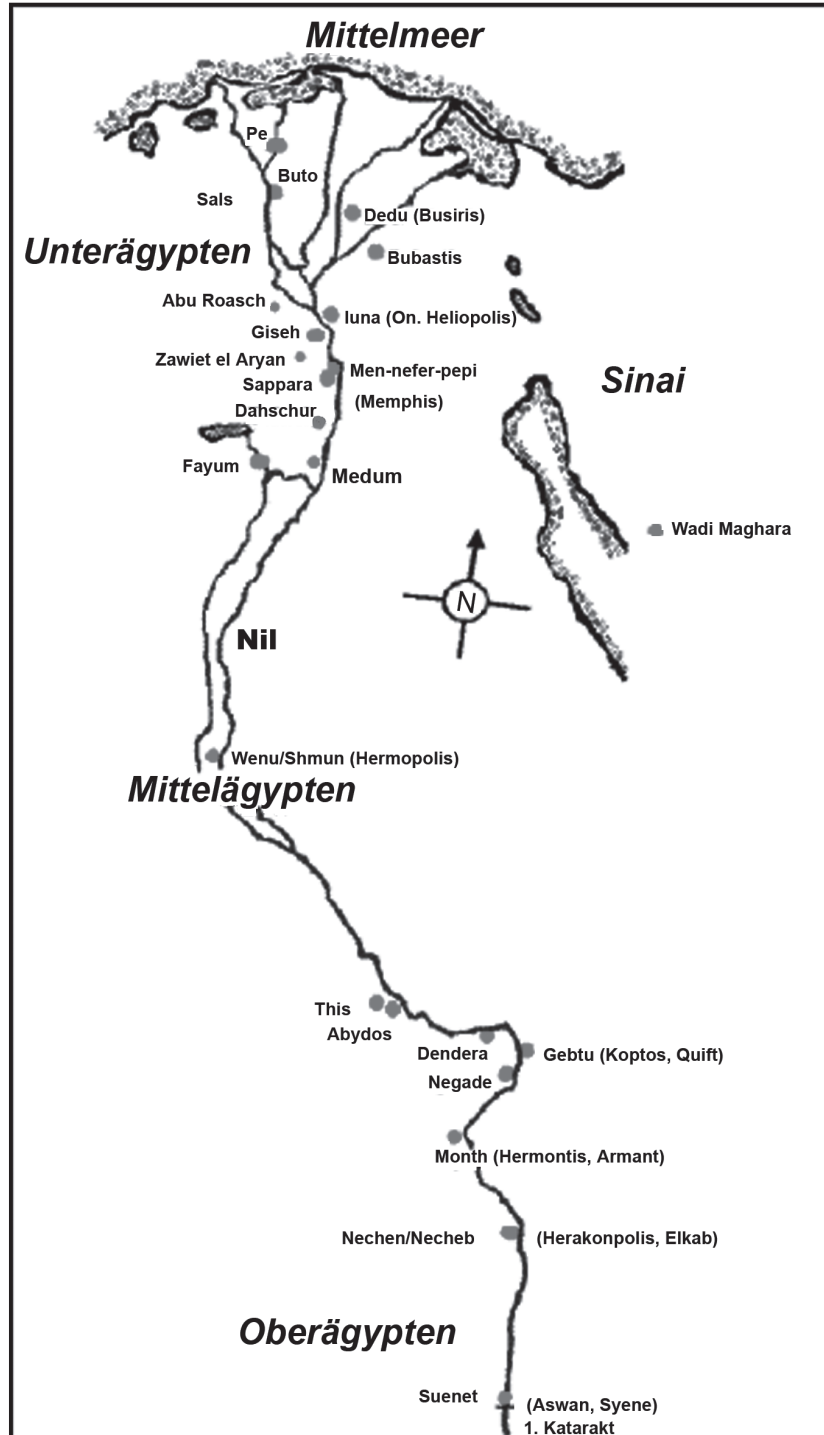 Mittelmeer
Pe
Buto
Sals
Dedu (Busiris)
Unterägypten
Bubastis
Abu Roasch
Iuna (On. Heliopolis)
Giseh
Zawiet el Aryan
Men-nefer-pepi
Sappara
Sinai
(Memphis)
Dahschur
Fayum
Medum
Wadi Maghara
N
Nil
Wenu/Shmun (Hermopolis)
Mittelägypten
This
Abydos
Dendera
Gebtu (Koptos, Quift)
Negade
Month (Hermontis, Armant)
Nechen/Necheb
(Herakonpolis, Elkab)
Oberägypten
Suenet
(Aswan, Syene)
1. Katarakt